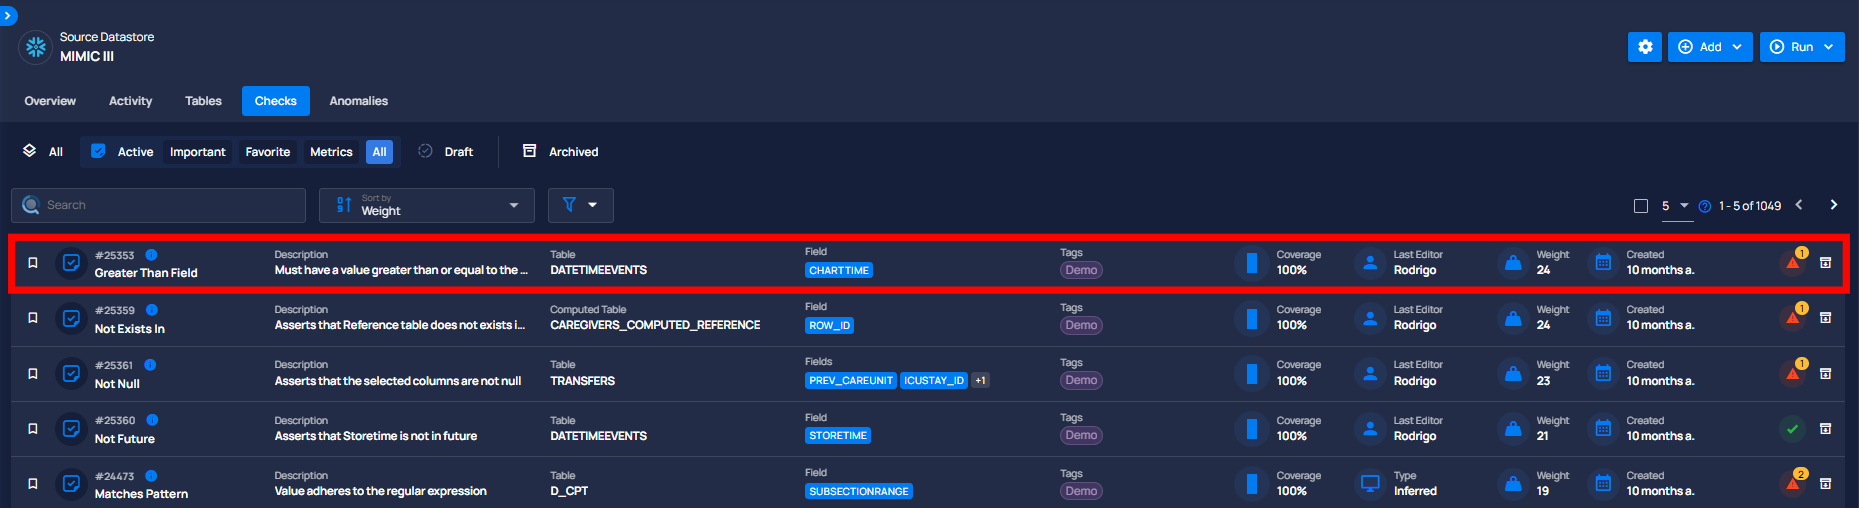 Source Datastore
MIMIC III
Add
Run
Overview Activity Tables Checks Anomalies
All Active Important Favorite Metrics All Draft Archived
Search
Sort by
Weight
5 1 - 5 of 1049
#25353 Description Table Field Tags Coverage Last Editor Weight Created 1
Greater Than Field Must have a value greater than or equal to the ... DATETIMEEVENTS CHARTTIME Demo 100% Rodrigo 24 10 months a.
#25359 Description Computed Table Field Tags Coverage Last Editor Weight Created 1
Not Exists In Asserts that Reference table does not exists i... CAREGIVERS_COMPUTED_REFERENCE ROW_ID Demo 100% Rodrigo 24 10 months a.
#25361 Description Table Fields Tags Coverage Last Editor Weight Created 1
Not Null Asserts that the selected columns are not null TRANSFERS PREV_CAREUNIT ICUSTAY_ID +1 Demo 100% Rodrigo 23 10 months a.
#25360 Description Table Field Tags Coverage Last Editor Weight Created
Not Future Asserts that Storetime is not in future DATETIMEEVENTS STORETIME Demo 100% Rodrigo 21 10 months a.
#24473 Description Table Field Tags Coverage Type Weight Created 2
Matches Pattern Value adheres to the regular expression D_CPT SUBSECTIONRANGE Demo 100% Inferred 19 10 months a.